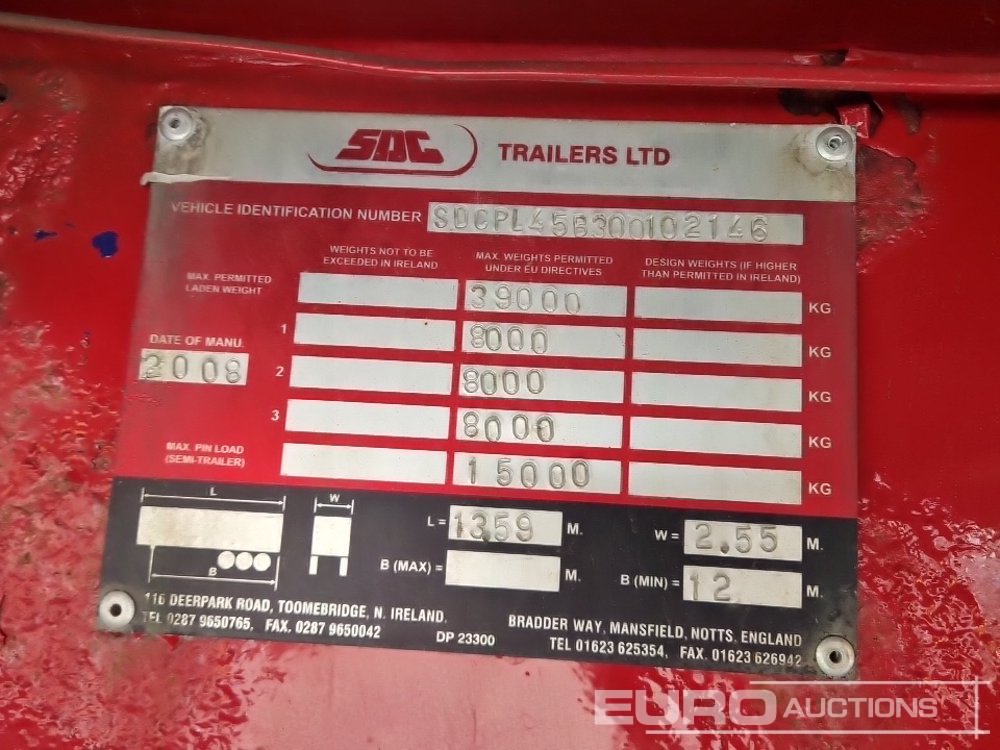 SDC TRAILERS LTD
VEHICLE IDENTIFICATION NUMBER SDCPL45B300102146
WEIGHTS NOT TO BE EXCEEDED IN IRELAND
MAX. WEIGHTS PERMITTED UNDER EU DIRECTIVES
DESIGN WEIGHTS (IF HIGHER THAN PERMITTED IN IRELAND)
MAX. PERMITTED LADEN WEIGHT 39000 KG
1 8000 KG
DATE OF MANU.
2008
2 8000 KG
3 8000 KG
MAX. PIN LOAD (SEMI-TRAILER) 15000 KG
L W
B
L = 1359 M. W = 2.55 M.
B (MAX) = M. B (MIN) = 12 M.
116 DEERPARK ROAD, TOOMEBRIDGE, N. IRELAND.
TEL 0287 9650765, FAX. 0287 9650042
DP 23300
BRADDER WAY, MANSFIELD, NOTTS. ENGLAND
TEL 01623 625354, FAX. 01623 626942
EURO AUCTIONS